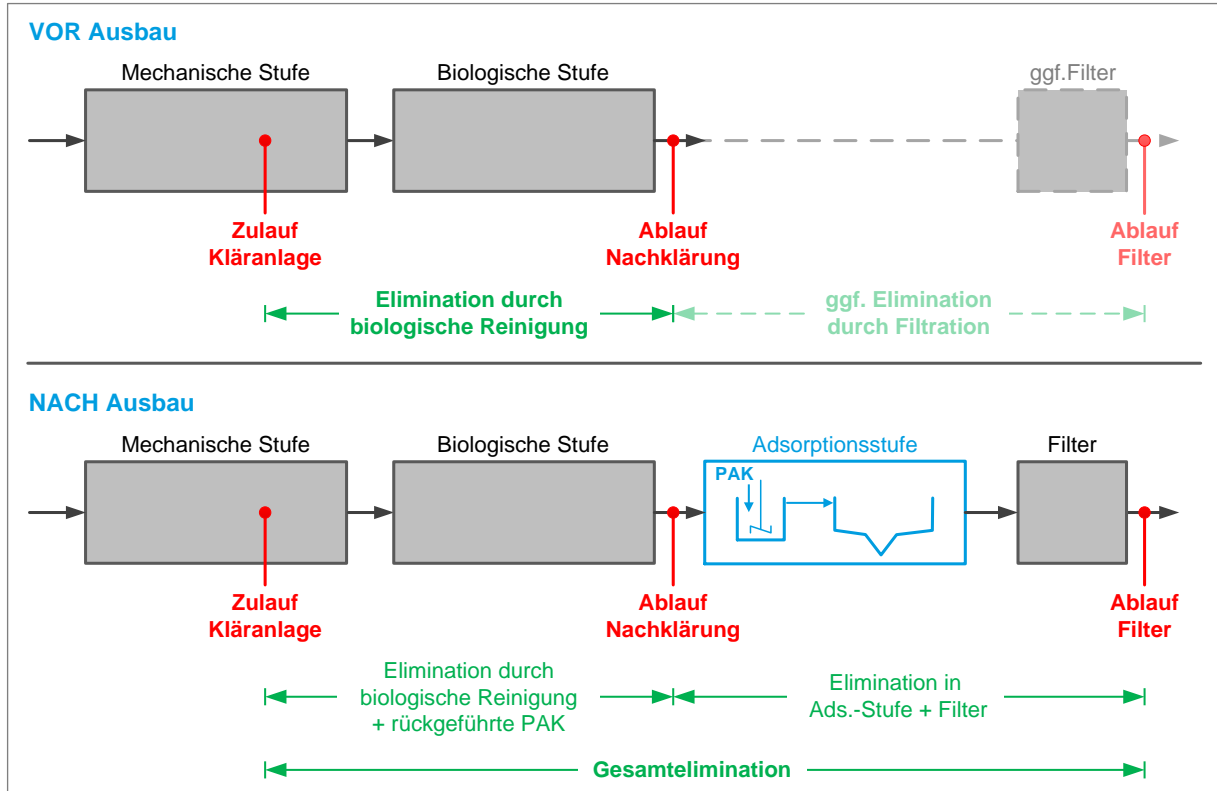 VOR Ausbau
Mechanische Stufe
Biologische Stufe
ggf.Filter
Zulauf
Kläranlage
Ablauf
Nachklärung
Ablauf
Filter
Elimination durch
biologische Reinigung
ggf. Elimination
durch Filtration
NACH Ausbau
Mechanische Stufe
Biologische Stufe
Adsorptionsstufe
Filter
PAK
Zulauf
Kläranlage
Ablauf
Nachklärung
Ablauf
Filter
Elimination durch
biologische Reinigung
+ rückgeführte PAK
Elimination in
Ads.-Stufe + Filter
Gesamtelimination